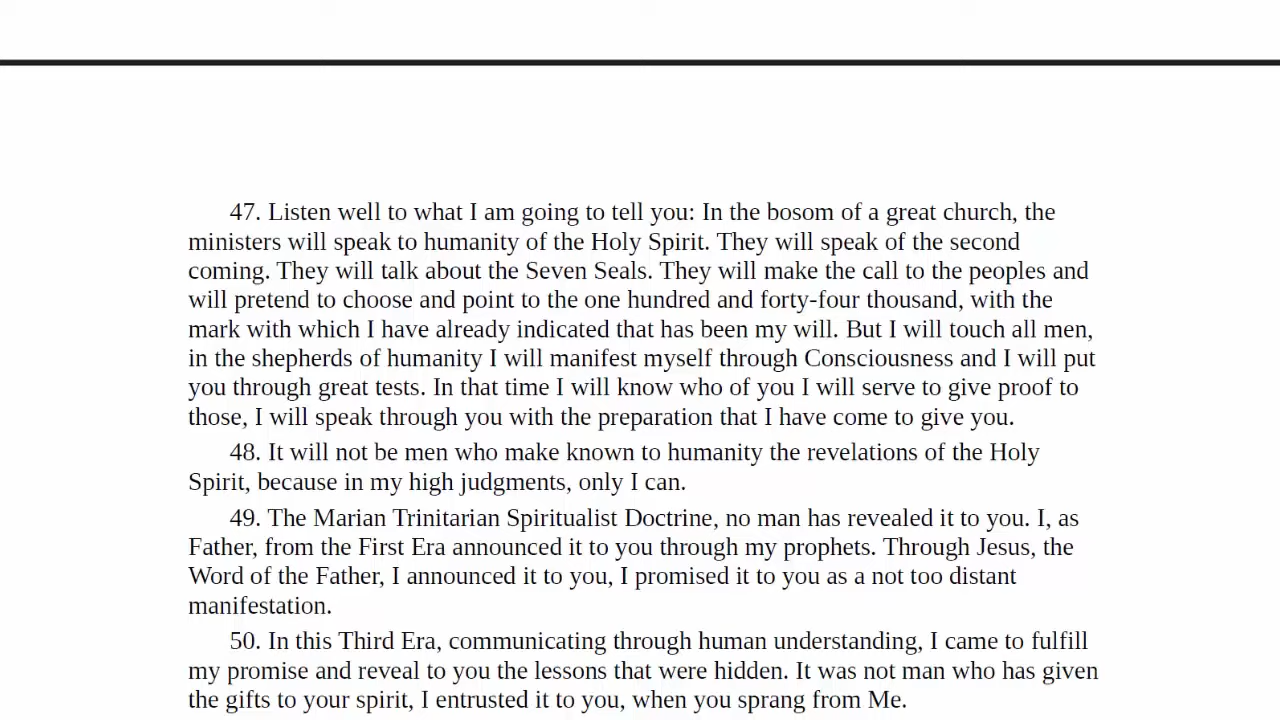 47. Listen well to what I am going to tell you: In the bosom of a great church, the
ministers will speak to humanity of the Holy Spirit. They will speak of the second
coming. They will talk about the Seven Seals. They will make the call to the peoples and
will pretend to choose and point to the one hundred and forty-four thousand, with the
mark with which I have already indicated that has been my will. But I will touch all men,
in the shepherds of humanity I will manifest myself through Consciousness and I will put
you through great tests. In that time I will know who of you I will serve to give proof to
those, I will speak through you with the preparation that I have come to give you.
48. It will not be men who make known to humanity the revelations of the Holy
Spirit, because in my high judgments, only I can.
49. The Marian Trinitarian Spiritualist Doctrine, no man has revealed it to you. I, as
Father, from the First Era announced it to you through my prophets. Through Jesus, the
Word of the Father, I announced it to you, I promised it to you as a not too distant
manifestation.
50. In this Third Era, communicating through human understanding, I came to fulfill
my promise and reveal to you the lessons that were hidden. It was not man who has given
the gifts to your spirit, I entrusted it to you, when you sprang from Me.